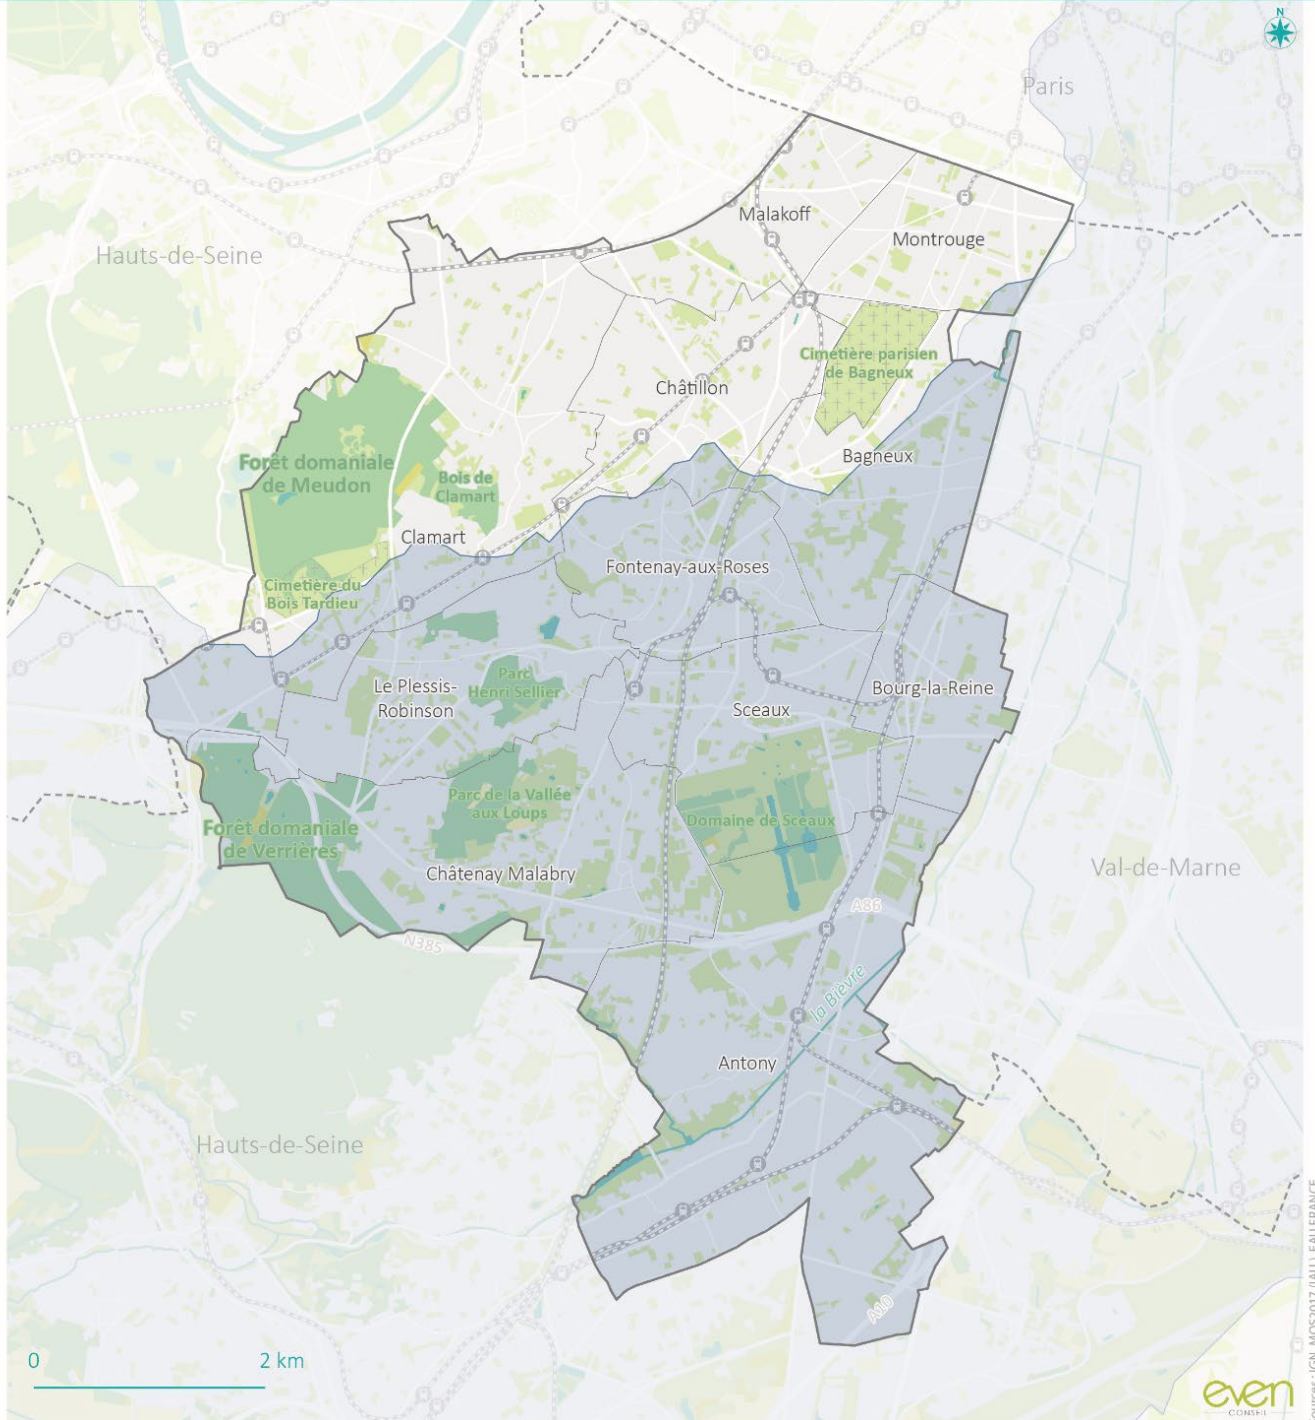 N
Paris
Malakoff
Montrouge
Hauts-de-Seine
Cimetière parisien
de Bagneux
Châtillon
Bagneux
Forêt domaniale
de Meudon
Bois de
Clamart
Clamart
Fontenay-aux-Roses
Cimetière du
Bois Tardieu
Parc
Henri Sellier
Le Plessis-
Robinson
Bourg-la-Reine
Sceaux
Parc de la Vallée
aux Loups
Domaine de Sceaux
Forêt domaniale
de Verrières
Châtenay Malabry
Val-de-Marne
A86
N385
la Bièvre
Antony
Hauts-de-Seine
A10
0
2 km
even
CONSEIL